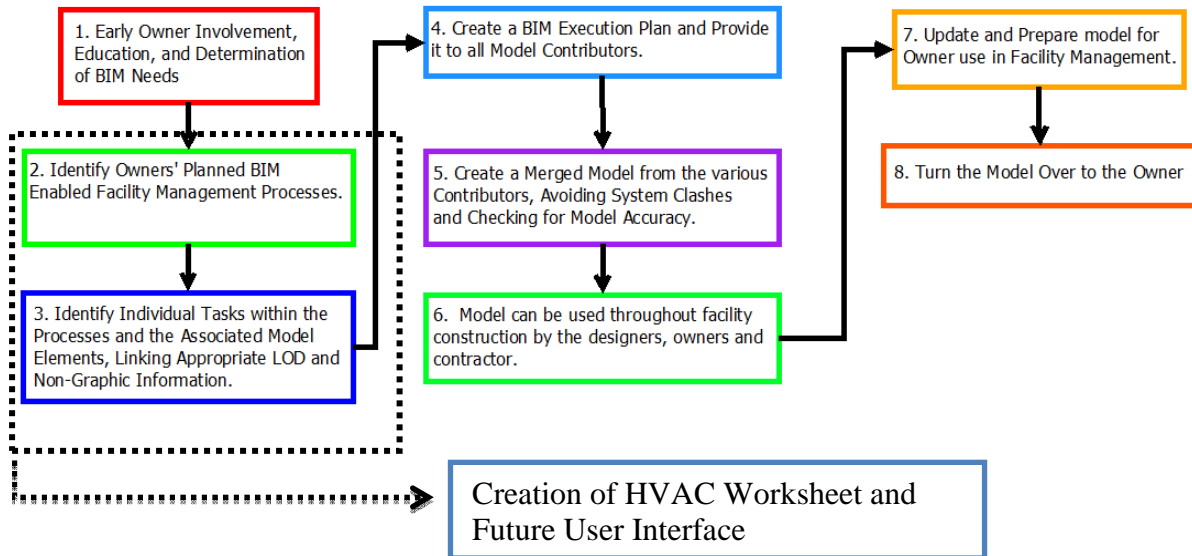 1. Early Owner Involvement,
Education, and Determination
of BIM Needs
2. Identify Owners' Planned BIM
Enabled Facility Management Processes.
3. Identify Individual Tasks within the
Processes and the Associated Model
Elements, Linking Appropriate LOD and
Non-Graphic Information.
4. Create a BIM Execution Plan and Provide
it to all Model Contributors.
5. Create a Merged Model from the various
Contributors, Avoiding System Clashes
and Checking for Model Accuracy.
6. Model can be used throughout facility
construction by the designers, owners and
contractor.
7. Update and Prepare model for
Owner use in Facility Management.
8. Turn the Model Over to the Owner
Creation of HVAC Worksheet and
Future User Interface